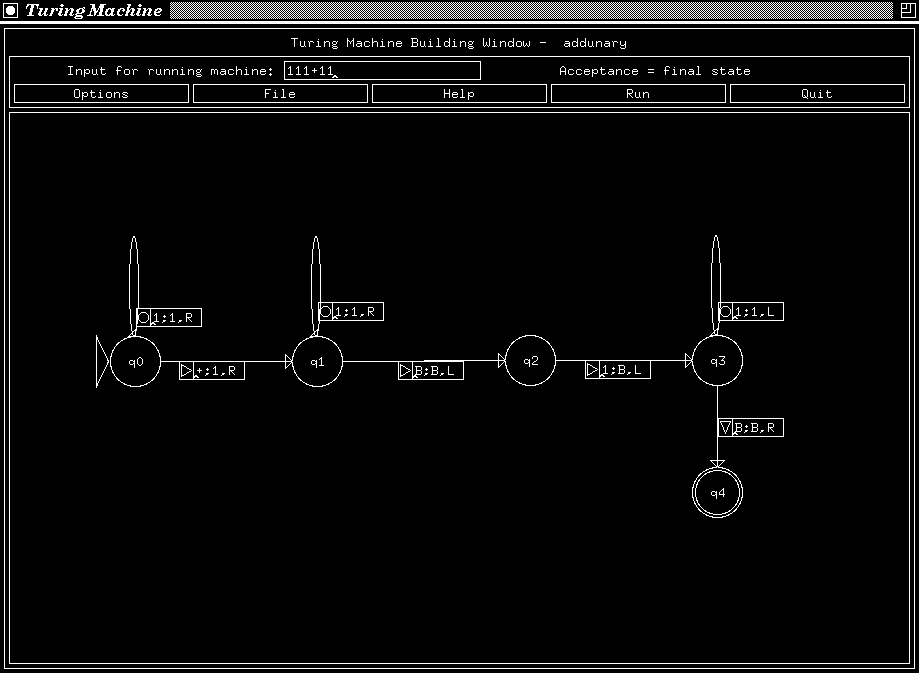 Turing Machine
Turing Machine Building Window - addunary
Input for running machine: 111+11 Acceptance = final state
Options File Help Run Quit
1;1,R 1;1,R 1;1,L
q0 q1 q2 q3
+;1,R B;B,L 1;B,L
B;B,R
q4